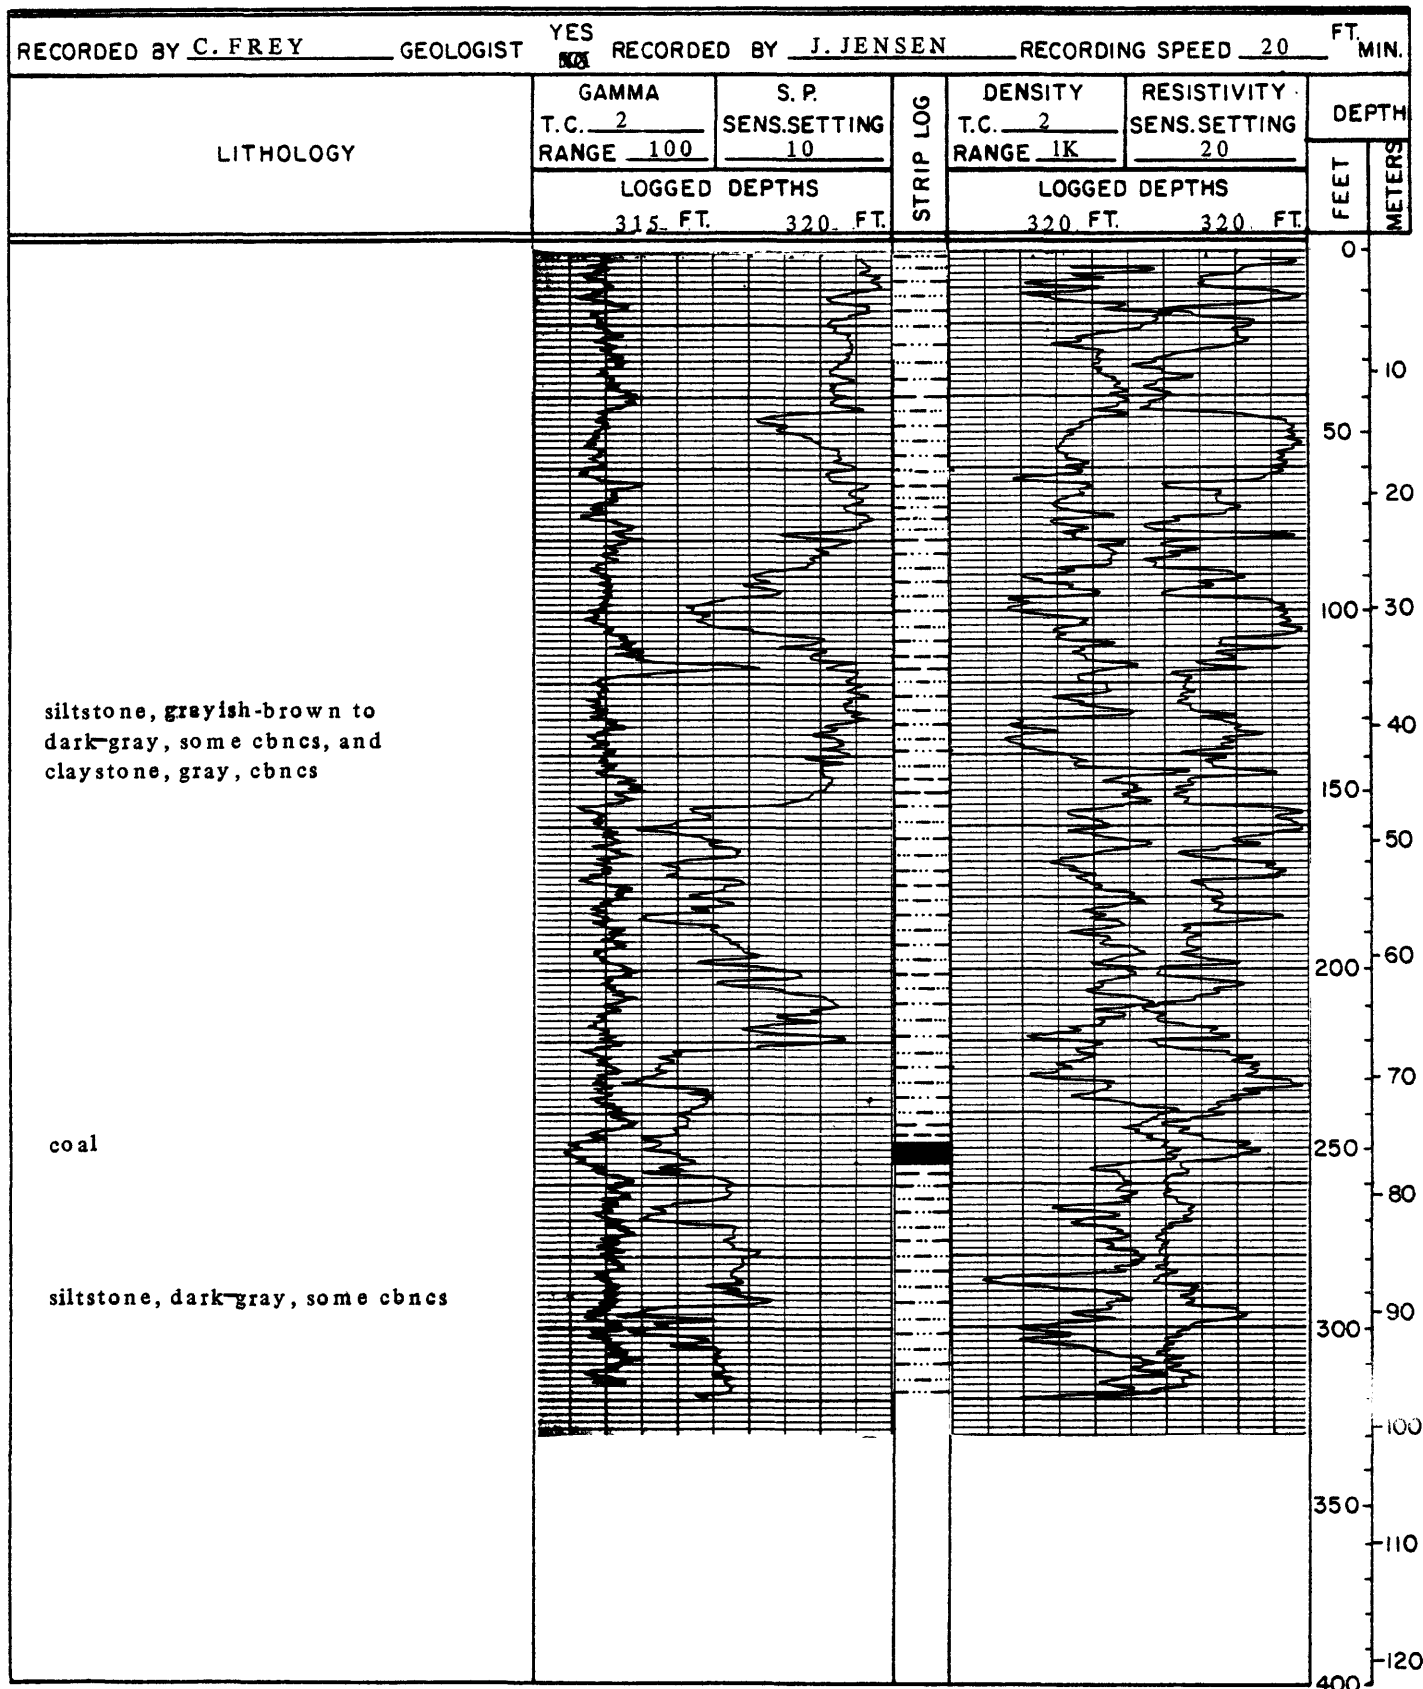 RECORDED BY C. FREY GEOLOGIST YES NO RECORDED BY J. JENSEN RECORDING SPEED 20 FT. MIN.
LITHOLOGY
GAMMA
T.C. 2
RANGE 100
S. P.
SENS. SETTING
10
LOGGED DEPTHS
315 FT. 320 FT.
STRIP LOG
DENSITY
T.C. 2
RANGE 1K
RESISTIVITY
SENS. SETTING
20
LOGGED DEPTHS
320 FT. 320 FT.
DEPTH
FEET
METERS
0
10
50
20
100 30
siltstone, grayish-brown to
dark-gray, some cbncs, and
40
claystone, gray, cbncs
150
50
60
200
70
coal
250
80
siltstone, dark-gray, some cbncs
90
300
100
350
110
120
400